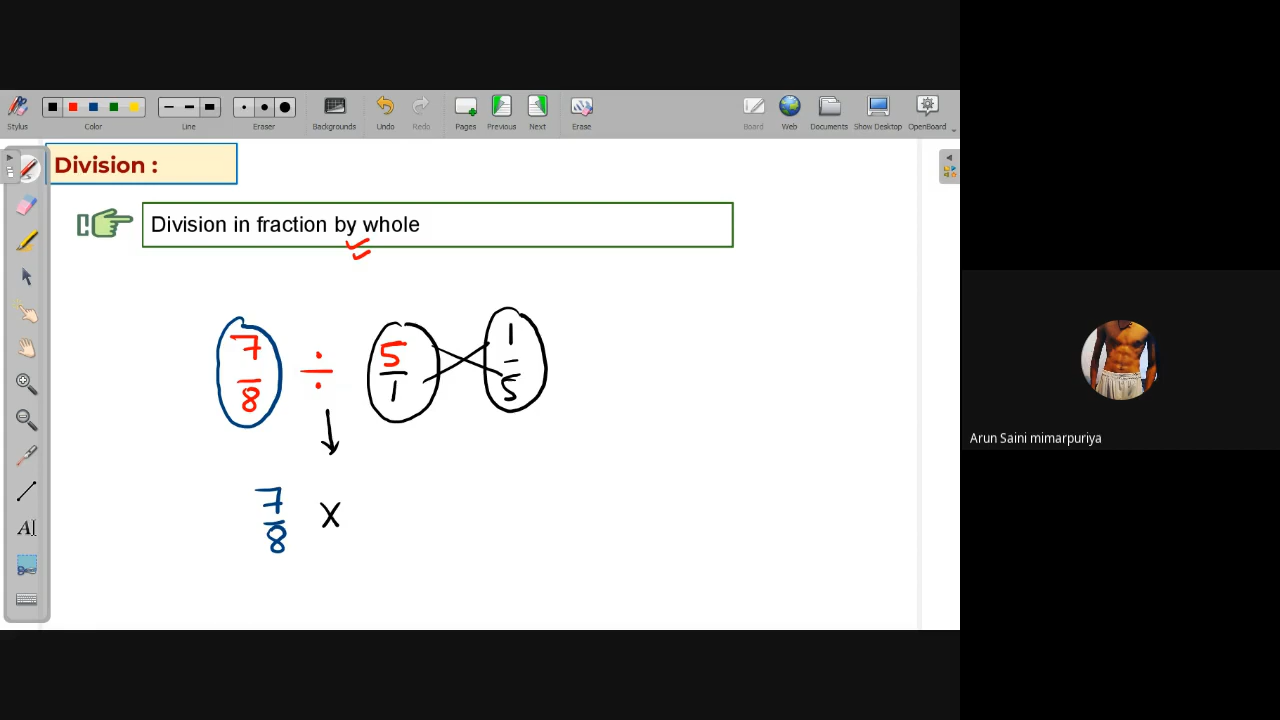 Stylus Color Line Eraser Backgrounds Undo Redo Pages Previous Next Erase Board Web Documents Show Desktop OpenBoard
Division :
Division in fraction by whole
7/8 ÷ 5/1 1/5
7/8 x
AI
Arun Saini mimarpuriya